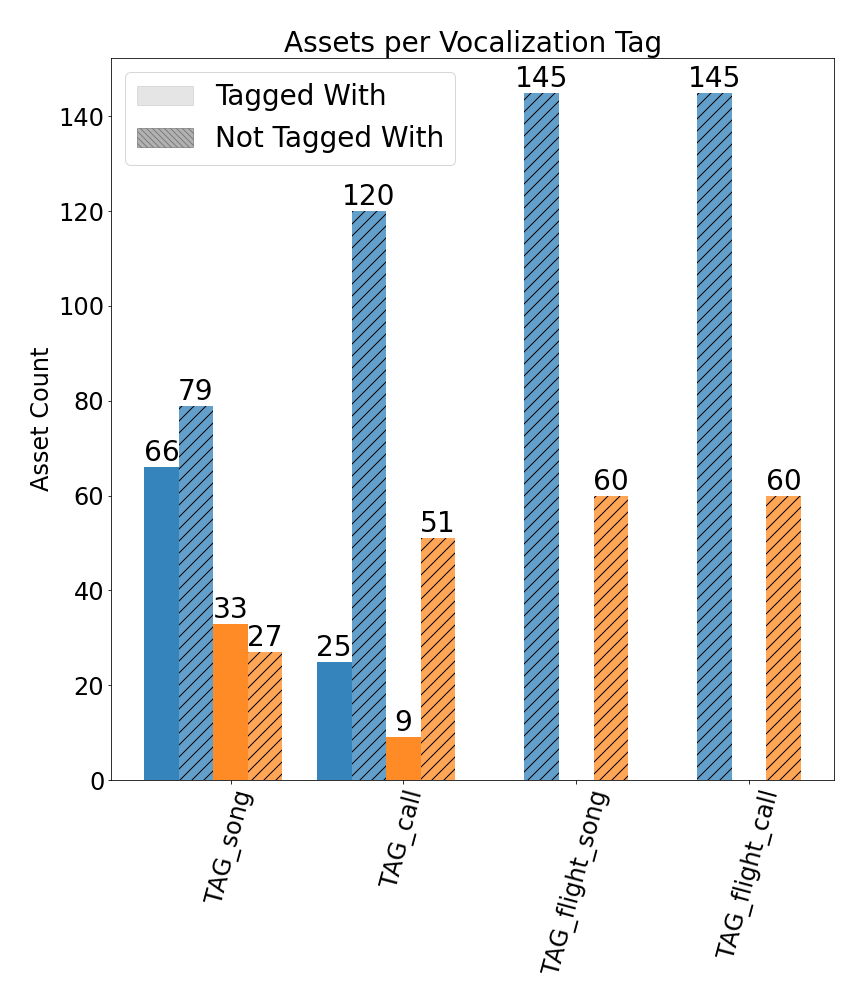 Assets per Vocalization Tag
Tagged With
Not Tagged With
Asset Count
140
120
100
80
60
40
20
0
66
79
33
27
25
120
9
51
145
60
145
60
TAG_song
TAG_call
TAG_flight_song
TAG_flight_call